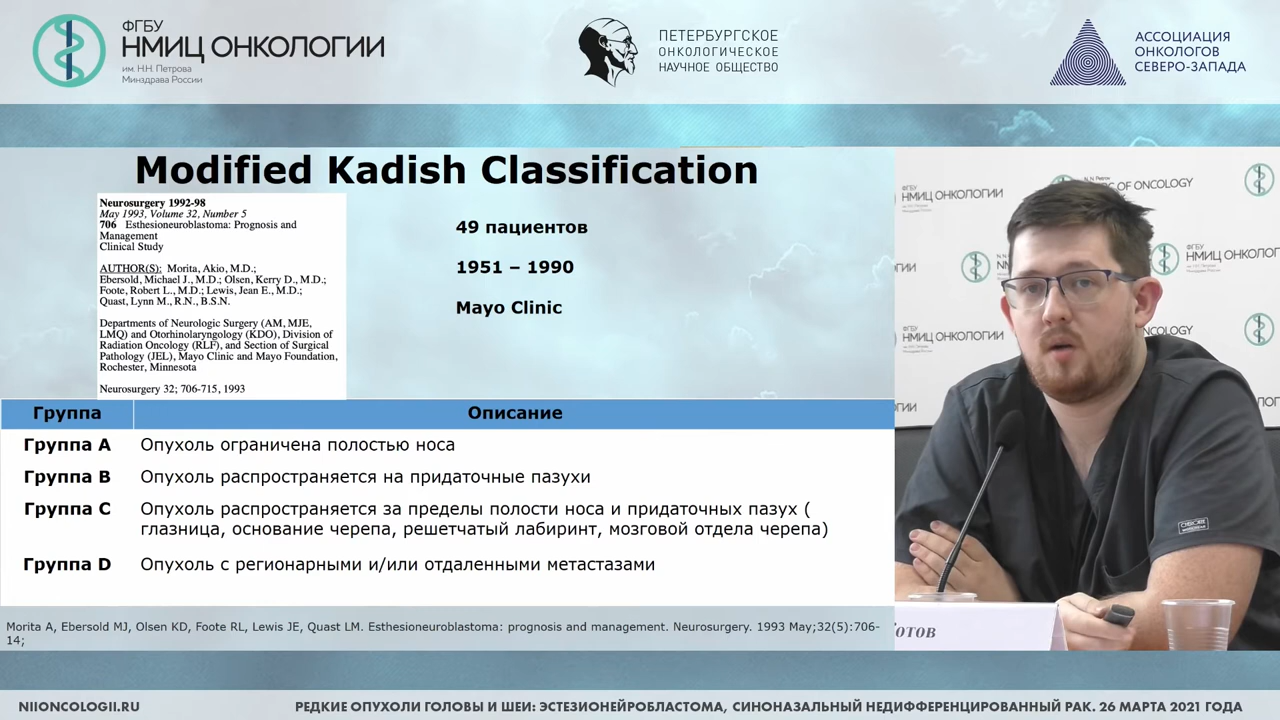 ФГБУ
НМИЦ ОНКОЛОГИИ
им. Н.Н. Петрова
Минздрава России
ПЕТЕРБУРГСКОЕ
ОНКОЛОГИЧЕСКОЕ
НАУЧНОЕ ОБЩЕСТВО
АССОЦИАЦИЯ
ОНКОЛОГОВ
СЕВЕРО-ЗАПАДА
Modified Kadish Classification
Neurosurgery 1992-98
May 1993, Volume 32, Number 5
706 Esthesioneuroblastoma: Prognosis and
Management
Clinical Study
AUTHOR(S): Morita, Akio, M.D.;
Ebersold, Michael J., M.D.; Olsen, Kerry D., M.D.;
Foote, Robert L., M.D.; Lewis, Jean E., M.D.;
Quast, Lynn M., R.N., B.S.N.
Departments of Neurologic Surgery (AM, MJE,
LMQ) and Otorhinolaryngology (KDO), Division of
Radiation Oncology (RLF), and Section of Surgical
Pathology (JEL), Mayo Clinic and Mayo Foundation,
Rochester, Minnesota
Neurosurgery 32; 706-715, 1993
49 пациентов
1951 – 1990
Mayo Clinic
Группа Описание
Группа A Опухоль ограничена полостью носа
Группа B Опухоль распространяется на придаточные пазухи
Группа C Опухоль распространяется за пределы полости носа и придаточных пазух (
глазница, основание черепа, решетчатый лабиринт, мозговой отдела черепа)
Группа D Опухоль с регионарными и/или отдаленными метастазами
Morita A, Ebersold MJ, Olsen KD, Foote RL, Lewis JE, Quast LM. Esthesioneuroblastoma: prognosis and management. Neurosurgery. 1993 May;32(5):706-
14;
НМИЦ ОНКОЛОГИИ
OF ONCOLOGY
НМИЦ ОНКОЛОГ
НМИЦ ОНКОЛОГИИ
CHEROKEE
ОТОВ
NIIONCOLOGII.RU
РЕДКИЕ ОПУХОЛИ ГОЛОВЫ И ШЕИ: ЭСТЕЗИОНЕЙРОБЛАСТОМА, СИНОНАЗАЛЬНЫЙ НЕДИФФЕРЕНЦИРОВАННЫЙ РАК. 26 МАРТА 2021 ГОДА